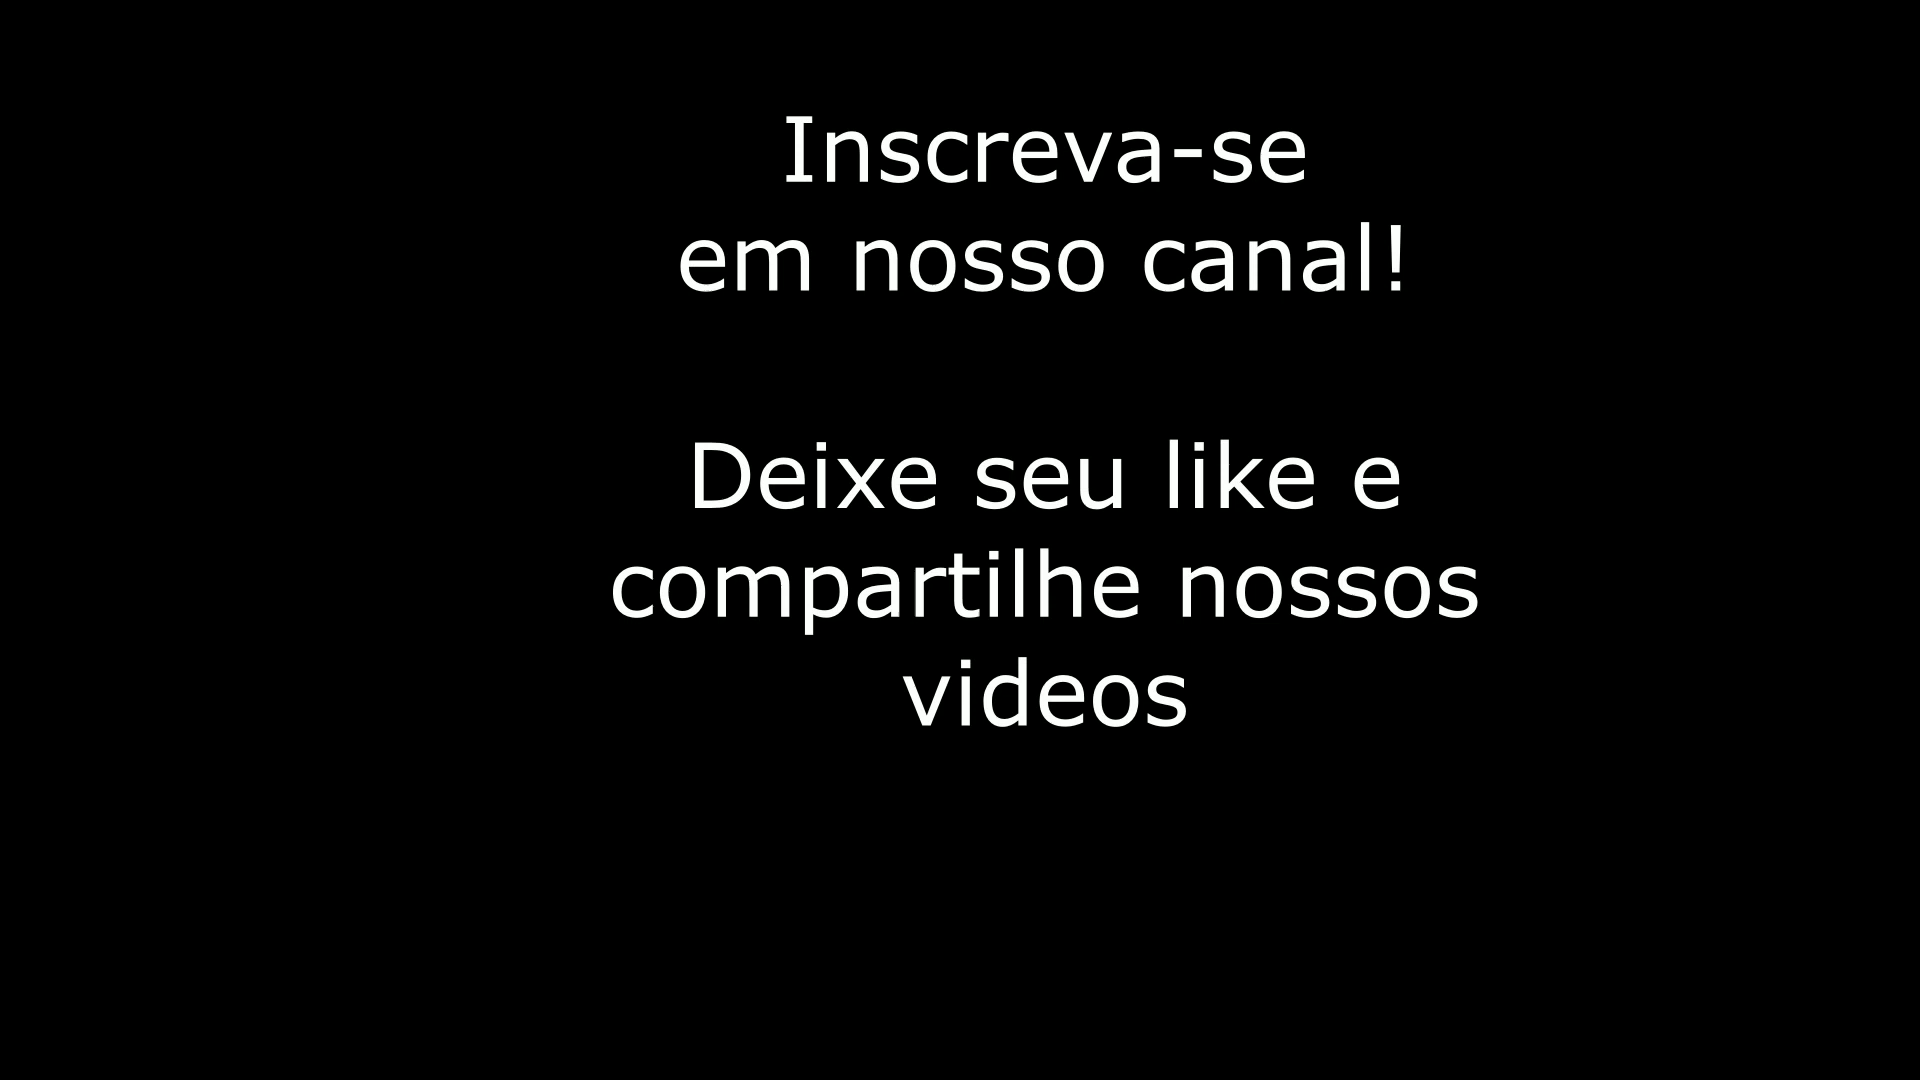 Inscreva-se
em nosso canal!
Deixe seu like e
compartilhe nossos
videos